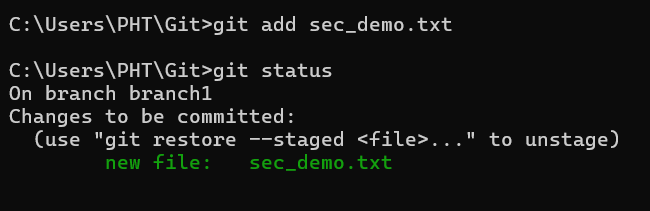 C:\Users\PHT\Git>git add sec_demo.txt
C:\Users\PHT\Git>git status
On branch branch1
Changes to be committed:
(use "git restore --staged <file>..." to unstage)
new file: sec_demo.txt